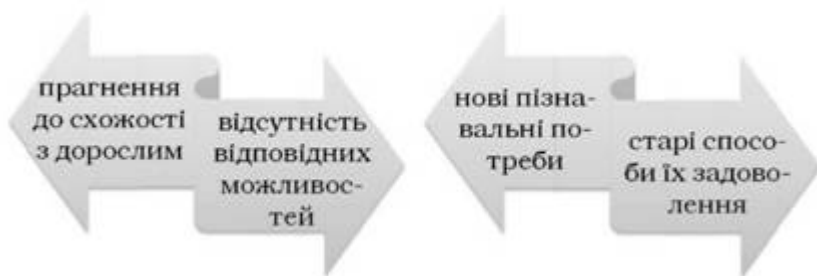 прагнення
до схожості
з дорослим
відсутність
відповідних
можливос-
тей
нові пізна-
вальні по-
треби
старі спосо-
би їх задово-
лення